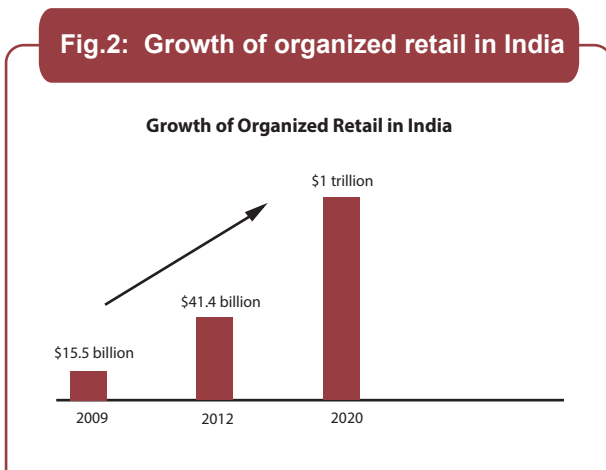 Fig.2: Growth of organized retail in India
Growth of Organized Retail in India
$1 trillion
$41.4 billion
$15.5 billion
2009 2012 2020